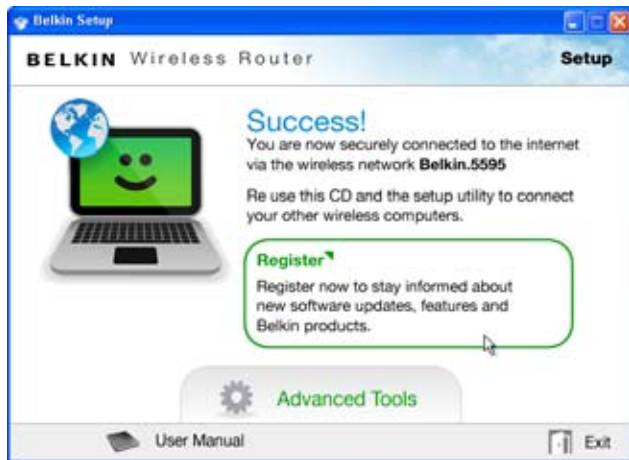 Belkin Setup
BELKIN Wireless Router
Setup
Success!
You are now securely connected to the internet
via the wireless network Belkin.5595
Re use this CD and the setup utility to connect
your other wireless computers.
Register
Register now to stay informed about
new software updates, features and
Belkin products.
Advanced Tools
User Manual
Exit